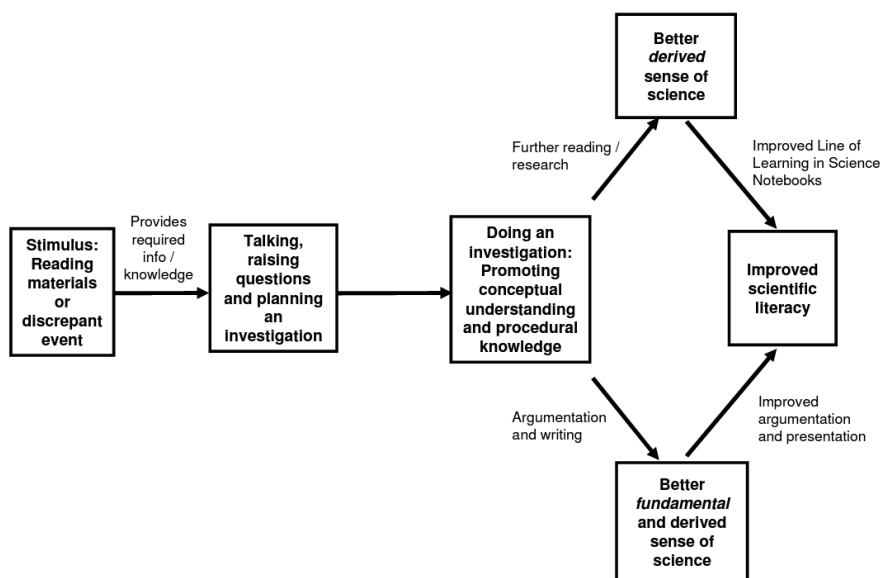 Stimulus:
Reading
materials
or
discrepant
event
Provides
required
info /
knowledge
Talking,
raising
questions
and planning
an
investigation
Doing an
investigation:
Promoting
conceptual
understanding
and procedural
knowledge
Further reading /
research
Better
derived
sense of
science
Improved Line of
Learning in Science
Notebooks
Argumentation
and writing
Better
fundamental
and derived
sense of
science
Improved
argumentation
and presentation
Improved
scientific
literacy